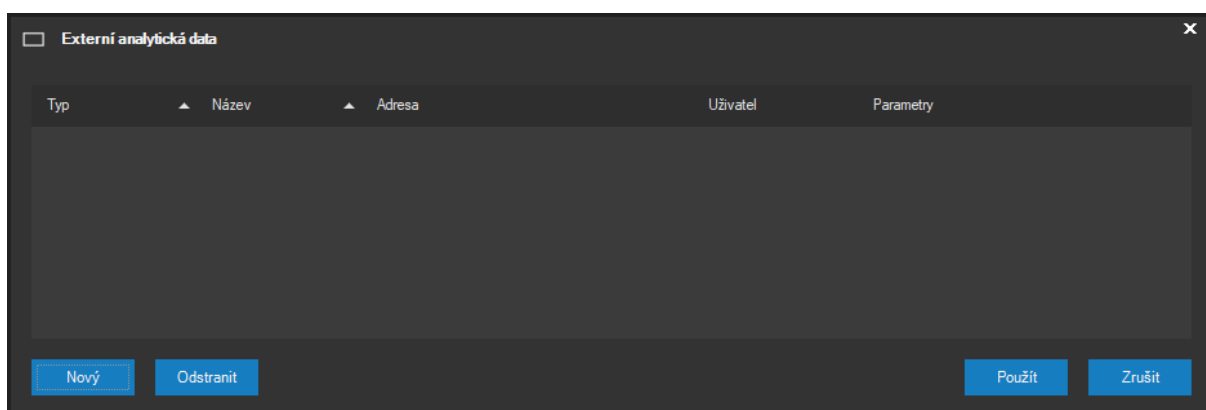 Externí analytická data
Typ Název Adresa Uživatel Parametry
Nový Odstranit Použít Zrušit